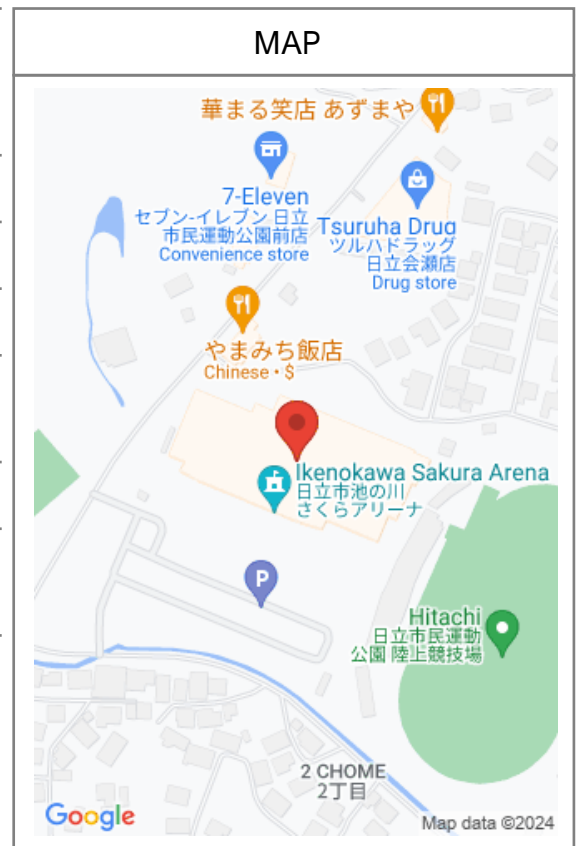 MAP
華まる笑店 あずまや
7-Eleven
セブン-イレブン 日立
市民運動公園前店
Convenience store
Tsuruha Drug
ツルハドラッグ
日立会瀬店
Drug store
やまみち飯店
Chinese・$
Ikenokawa Sakura Arena
日立市池の川
さくらアリーナ
P
Hitachi
日立市民運動
公園 陸上競技場
2 CHOME
2丁目
Google
Map data ©2024